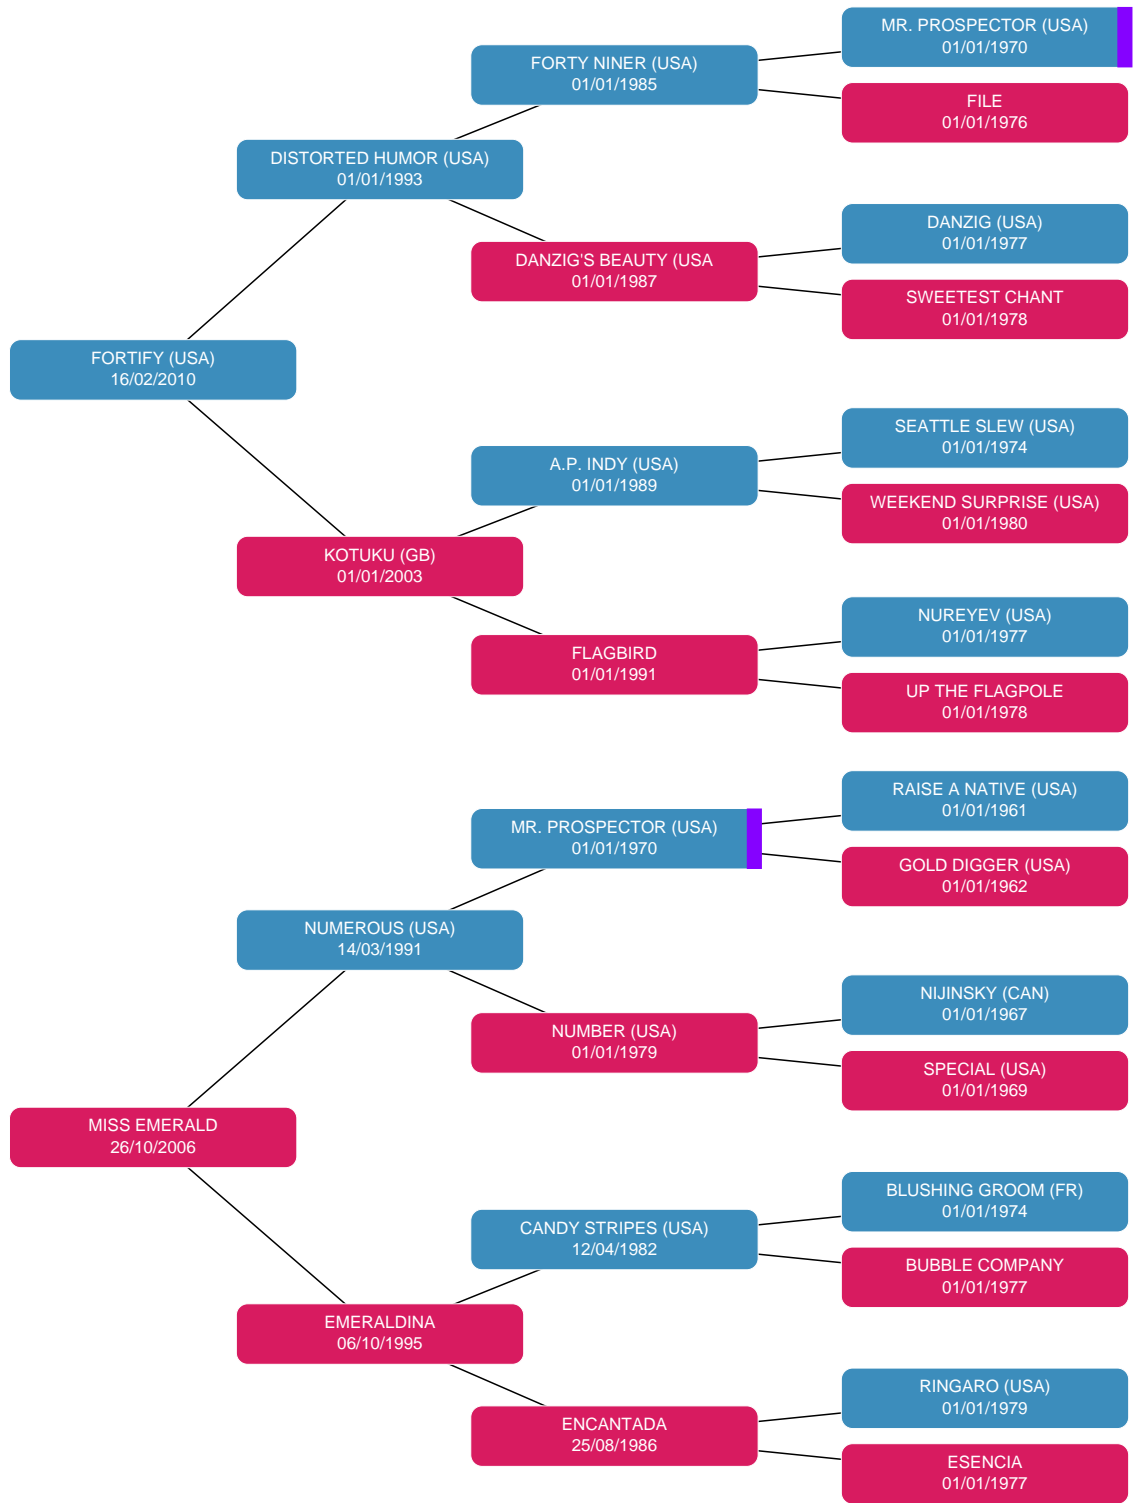 MR. PROSPECTOR (USA)
01/01/1970
FORTY NINER (USA)
01/01/1985
FILE
01/01/1976
DISTORTED HUMOR (USA)
01/01/1993
DANZIG (USA)
01/01/1977
DANZIG'S BEAUTY (USA
01/01/1987
SWEETEST CHANT
01/01/1978
FORTIFY (USA)
16/02/2010
SEATTLE SLEW (USA)
01/01/1974
A.P. INDY (USA)
01/01/1989
WEEKEND SURPRISE (USA)
01/01/1980
KOTUKU (GB)
01/01/2003
NUREYEV (USA)
01/01/1977
FLAGBIRD
01/01/1991
UP THE FLAGPOLE
01/01/1978
RAISE A NATIVE (USA)
01/01/1961
MR. PROSPECTOR (USA)
01/01/1970
GOLD DIGGER (USA)
01/01/1962
NUMEROUS (USA)
14/03/1991
NIJINSKY (CAN)
01/01/1967
NUMBER (USA)
01/01/1979
SPECIAL (USA)
01/01/1969
MISS EMERALD
26/10/2006
BLUSHING GROOM (FR)
01/01/1974
CANDY STRIPES (USA)
12/04/1982
BUBBLE COMPANY
01/01/1977
EMERALDINA
06/10/1995
RINGARO (USA)
01/01/1979
ENCANTADA
25/08/1986
ESENCIA
01/01/1977